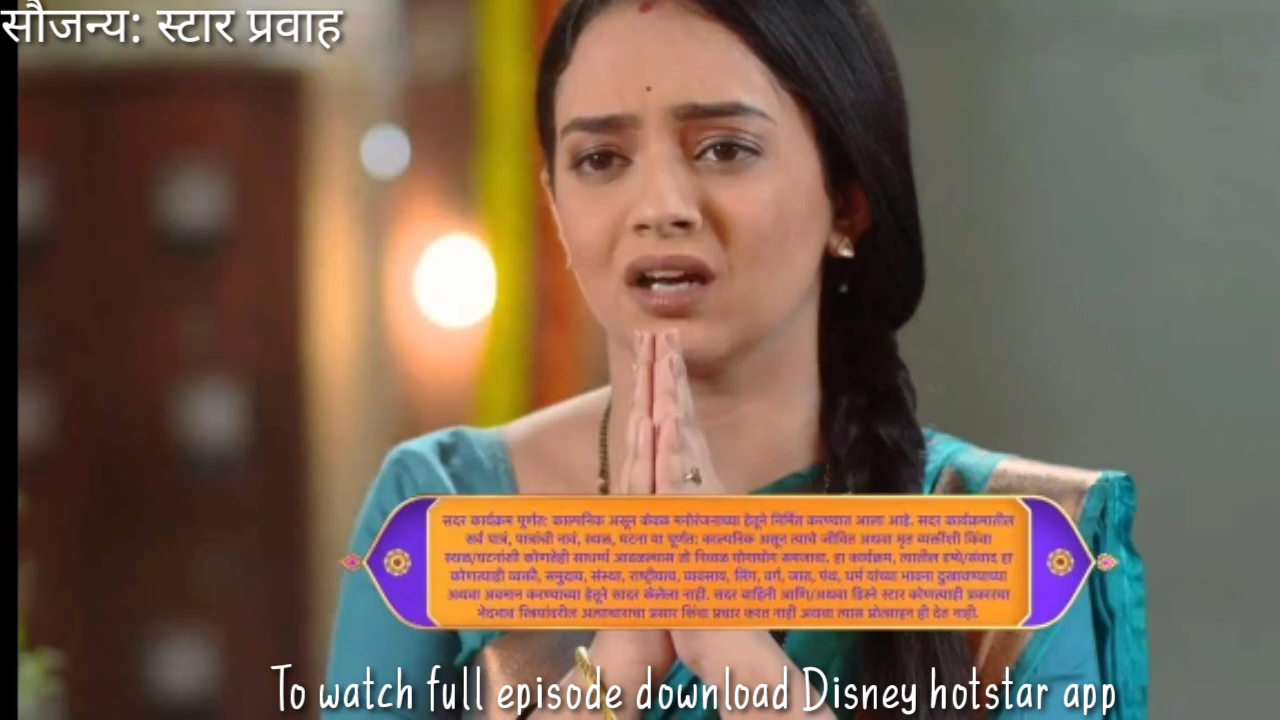 सौजन्य: स्टार प्रवाह
सदर कार्यक्रम पूर्णत: काल्पनिक असून केवळ मनोरंजनाच्या हेतूने निर्मित करण्यात आला आहे. सदर कार्यक्रमातील
सर्व पात्रं, पात्रांची नावं, स्थळ, घटना या पूर्णत: काल्पनिक असून त्याचे जीवित अथवा मृत व्यक्तींशी किंवा
स्थळ/घटनांशी कोणतेही साधर्म्य आढळल्यास तो निव्वळ योगायोग समजावा. हा कार्यक्रम, त्यातील दृष्ये/संवाद हा
कोणत्याही व्यक्ती, समुदाय, संस्था, राष्ट्रीयत्व, व्यवसाय, लिंग, वर्ग, जात, पंथ, धर्म यांच्या भावना दुखावण्याच्या
अथवा अवमान करण्याच्या हेतूने सादर केलेला नाही. सदर वाहिनी आणि/अथवा डिस्ने स्टार कोणत्याही प्रकारचा
भेदभाव स्त्रियांवरील अत्याचाराचा प्रसार किंवा प्रचार करत नाही अथवा त्यास प्रोत्साहन ही देत नाही.
To watch full episode download Disney hotstar app